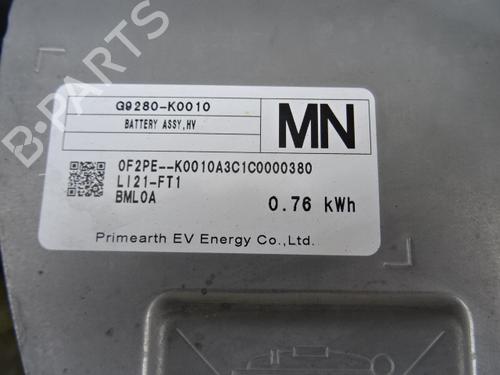 G9280-K0010
BATTERY ASSY,HV
MN
0F2PE--K0010A3C1C0000380
LI21-FT1
BML0A
0.76 kWh
Primearth EV Energy Co.,Ltd.
B-PARTS